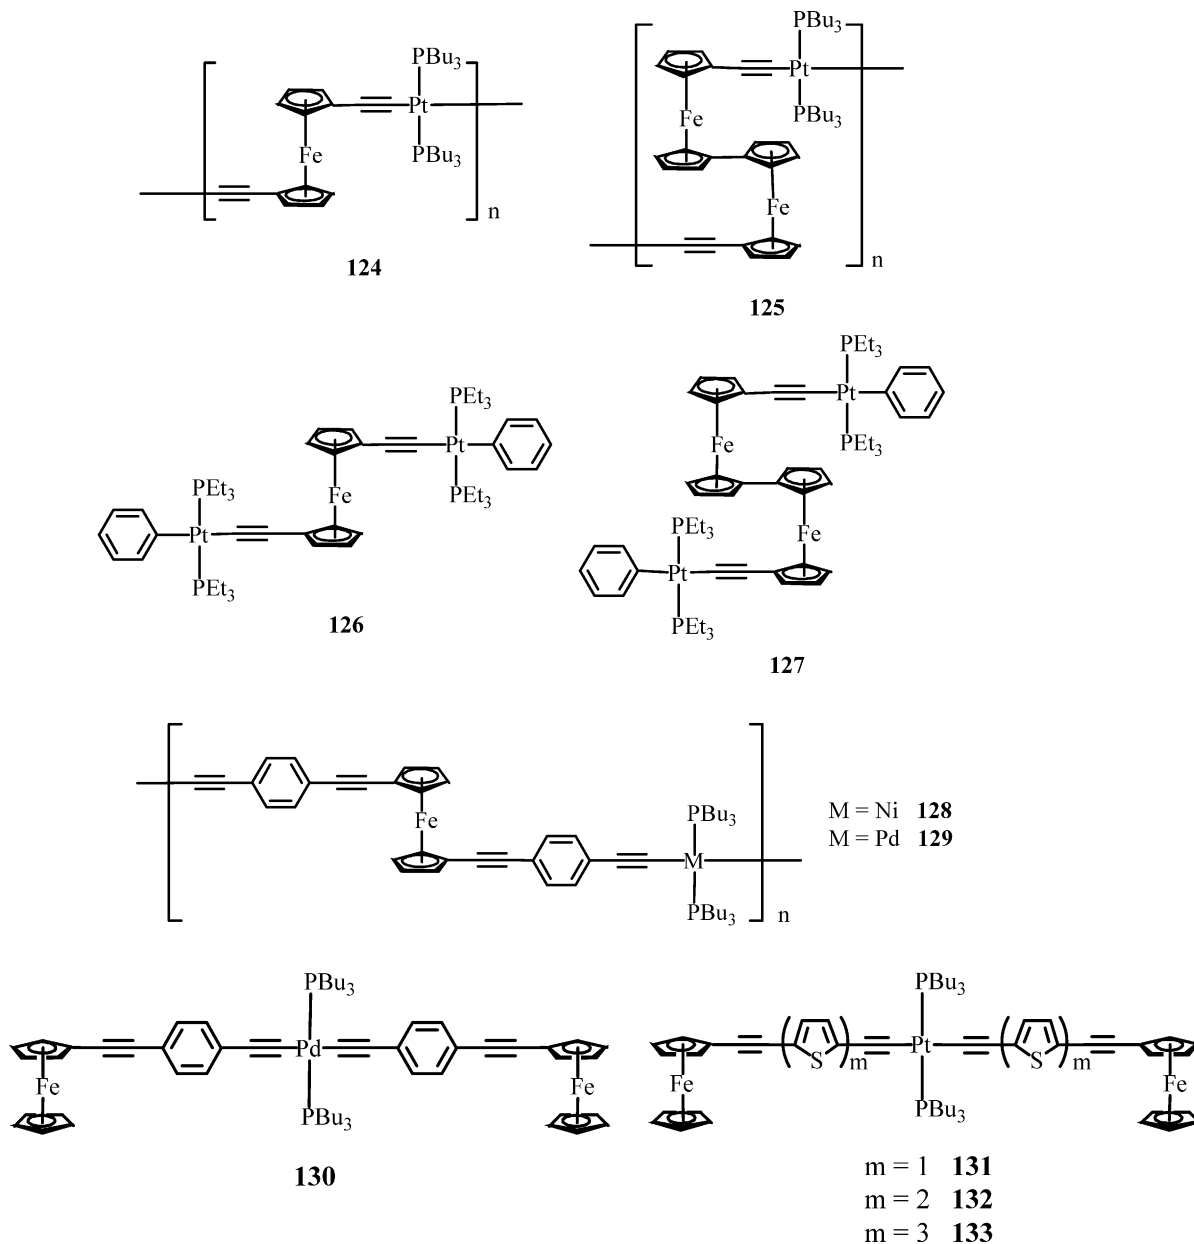 PBu3
Pt
PBu3
Fe
n
124
PBu3
Pt
PBu3
Fe
Fe
n
125
PEt3
Pt
PEt3
Fe
PEt3
Pt
PEt3
126
PEt3
Pt
PEt3
Fe
Fe
PEt3
Pt
PEt3
127
Fe
PBu3
M
PBu3
n
M = Ni 128
M = Pd 129
PBu3
Pd
Fe
Fe
PBu3
130
PBu3
( S )m Pt ( S )m
Fe
Fe
PBu3
m = 1 131
m = 2 132
m = 3 133